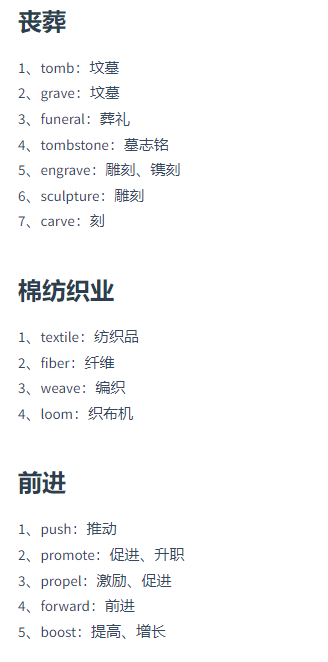 丧葬
1、tomb：坟墓
2、grave：坟墓
3、funeral：葬礼
4、tombstone：墓志铭
5、engrave：雕刻、镌刻
6、sculpture：雕刻
7、carve：刻
棉纺织业
1、textile：纺织品
2、fiber：纤维
3、weave：编织
4、loom：织布机
前进
1、push：推动
2、promote：促进、升职
3、propel：激励、促进
4、forward：前进
5、boost：提高、增长